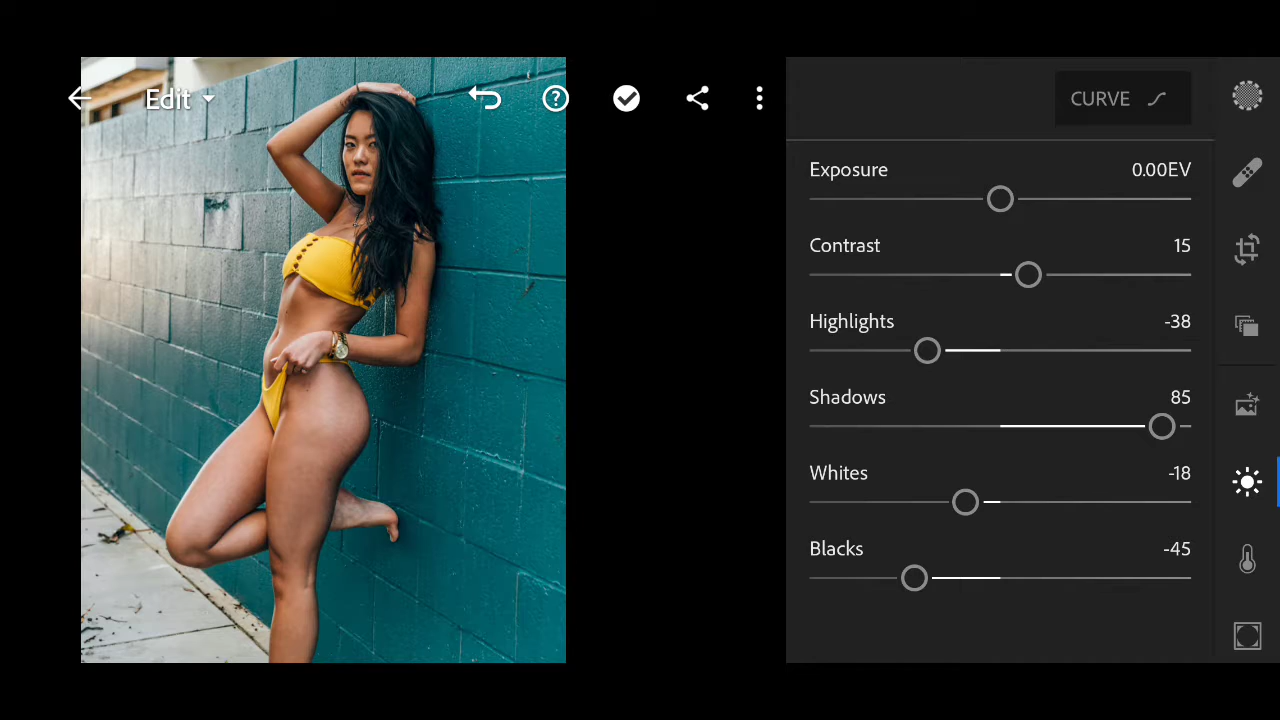 Edit
CURVE
Exposure 0.00EV
Contrast 15
Highlights -38
Shadows 85
Whites -18
Blacks -45